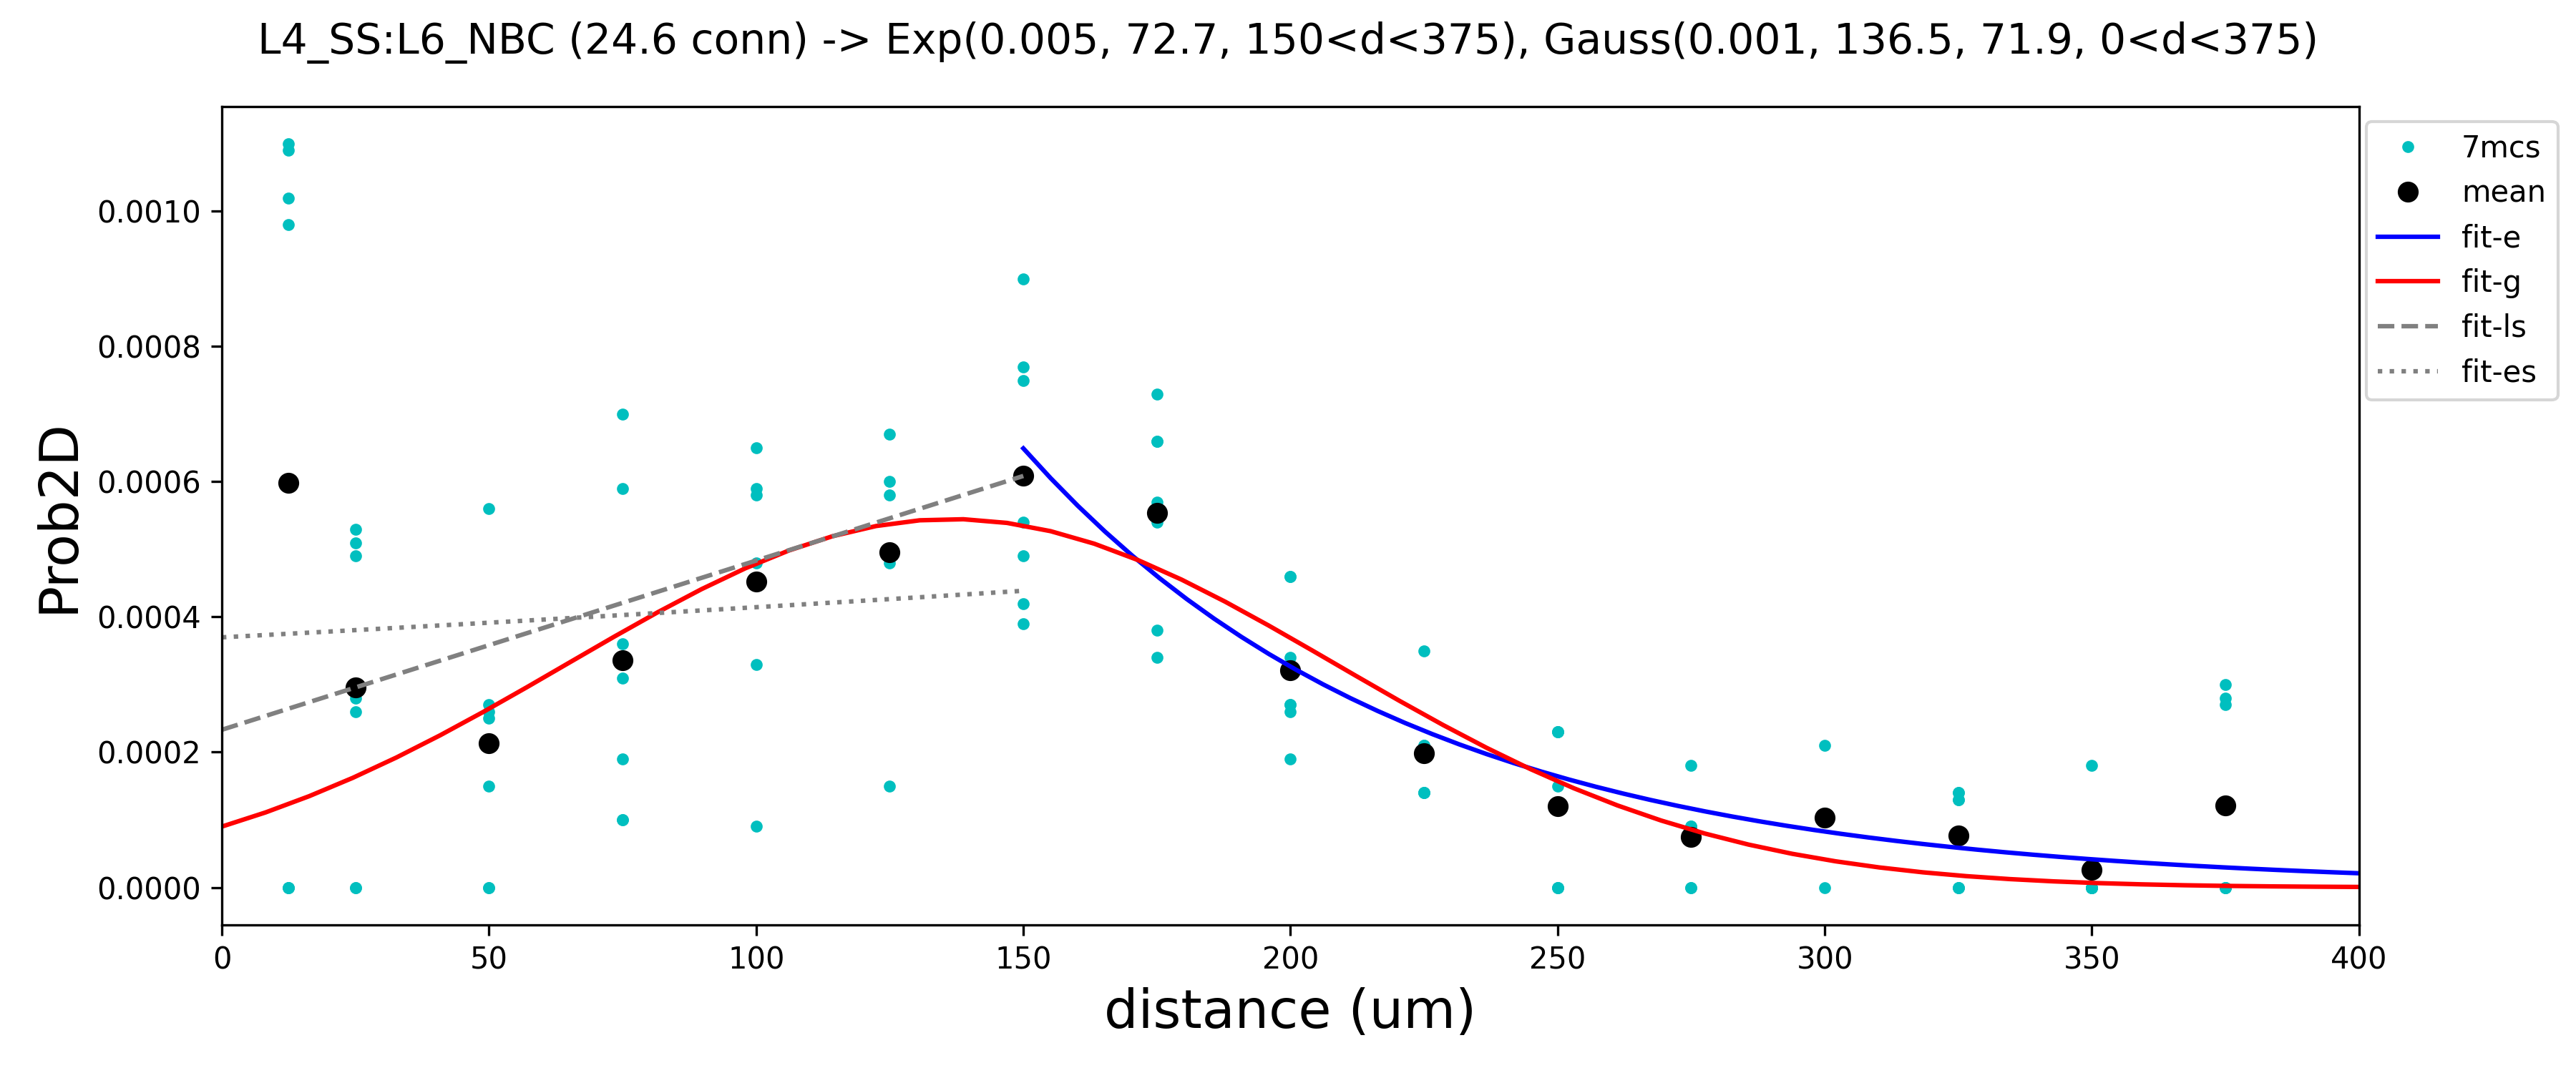 L4_SS:L6_NBC (24.6 conn) -> Exp(0.005, 72.7, 150<d<375), Gauss(0.001, 136.5, 71.9, 0<d<375)
7mcs
mean
fit-e
fit-g
fit-ls
fit-es
Prob2D
0.0010
0.0008
0.0006
0.0004
0.0002
0.0000
0 50 100 150 200 250 300 350 400
distance (um)